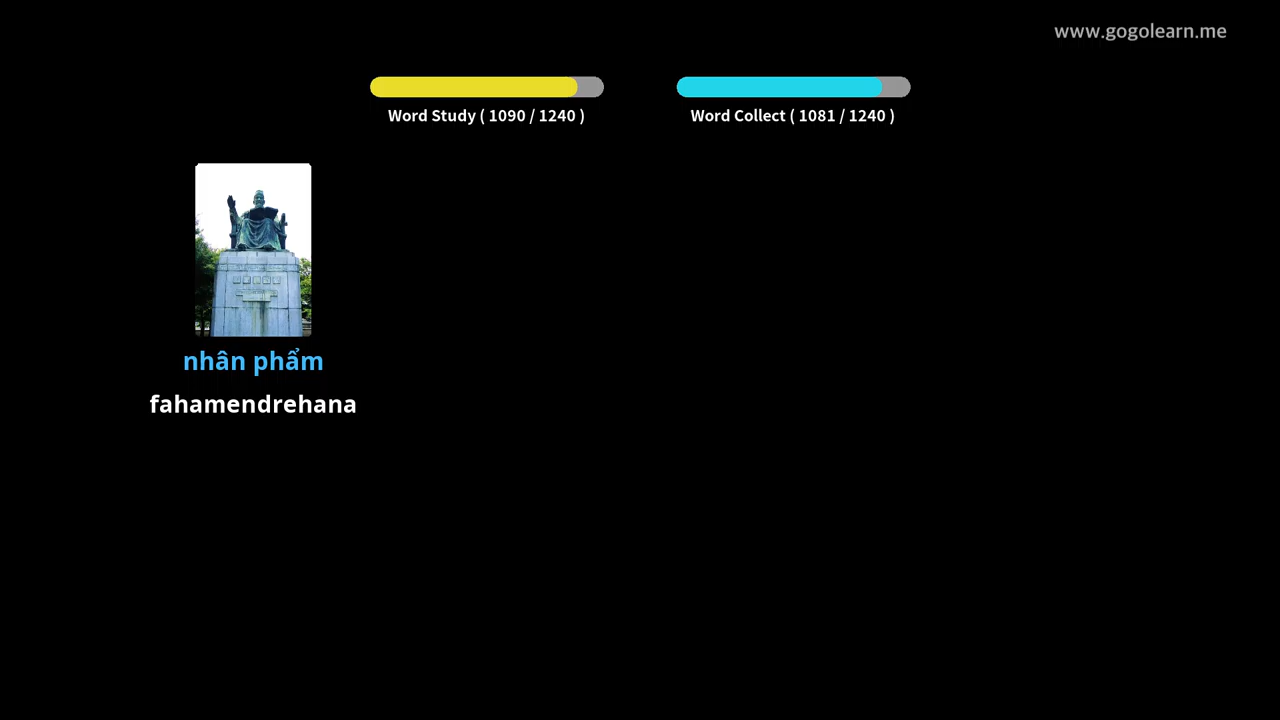 www.gogolearn.me
Word Study ( 1090 / 1240 )
Word Collect ( 1081 / 1240 )
nhân phẩm
fahamendrehana